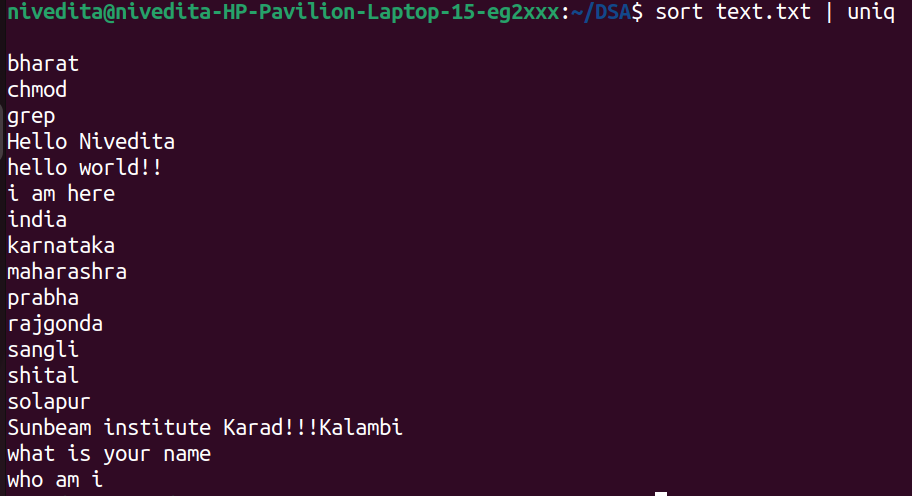 nivedita@nivedita-HP-Pavilion-Laptop-15-eg2xxx:~/DSA$ sort text.txt | uniq

bharat
chmod
grep
Hello Nivedita
hello world!!
i am here
india
karnataka
maharashra
prabha
rajgonda
sangli
shital
solapur
Sunbeam institute Karad!!!Kalambi
what is your name
who am i